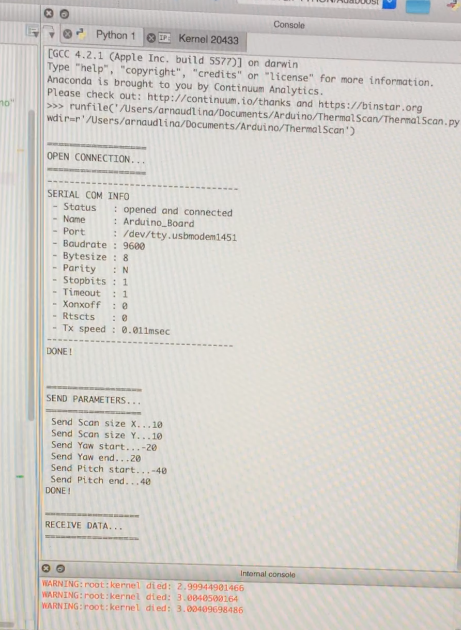 Console
Python 1
Kernel 20433
[GCC 4.2.1 (Apple Inc. build 5577)] on darwin
Type "help", "copyright", "credits" or "license" for more information.
Anaconda is brought to you by Continuum Analytics.
Please check out: http://continuum.io/thanks and https://binstar.org
>>> runfile('/Users/arnaudlina/Documents/Arduino/ThermalScan/ThermalScan.py
wdir=r'/Users/arnaudlina/Documents/Arduino/ThermalScan')
==================
OPEN CONNECTION...
==================
-----------------------------------
SERIAL COM INFO
- Status : opened and connected
- Name : Arduino_Board
- Port : /dev/tty.usbmodem1451
- Baudrate : 9600
- Bytesize : 8
- Parity : N
- Stopbits : 1
- Timeout : 1
- Xonxoff : 0
- Rtscts : 0
- Tx speed : 0.011msec
-----------------------------------
DONE!
==================
SEND PARAMETERS...
==================
Send Scan size X...10
Send Scan size Y...10
Send Yaw start...-20
Send Yaw end...20
Send Pitch start...-40
Send Pitch end...40
DONE!
==================
RECEIVE DATA...
==================
Internal console
WARNING:root:kernel died: 2.99944901466
WARNING:root:kernel died: 3.0040500164
WARNING:root:kernel died: 3.00409698486